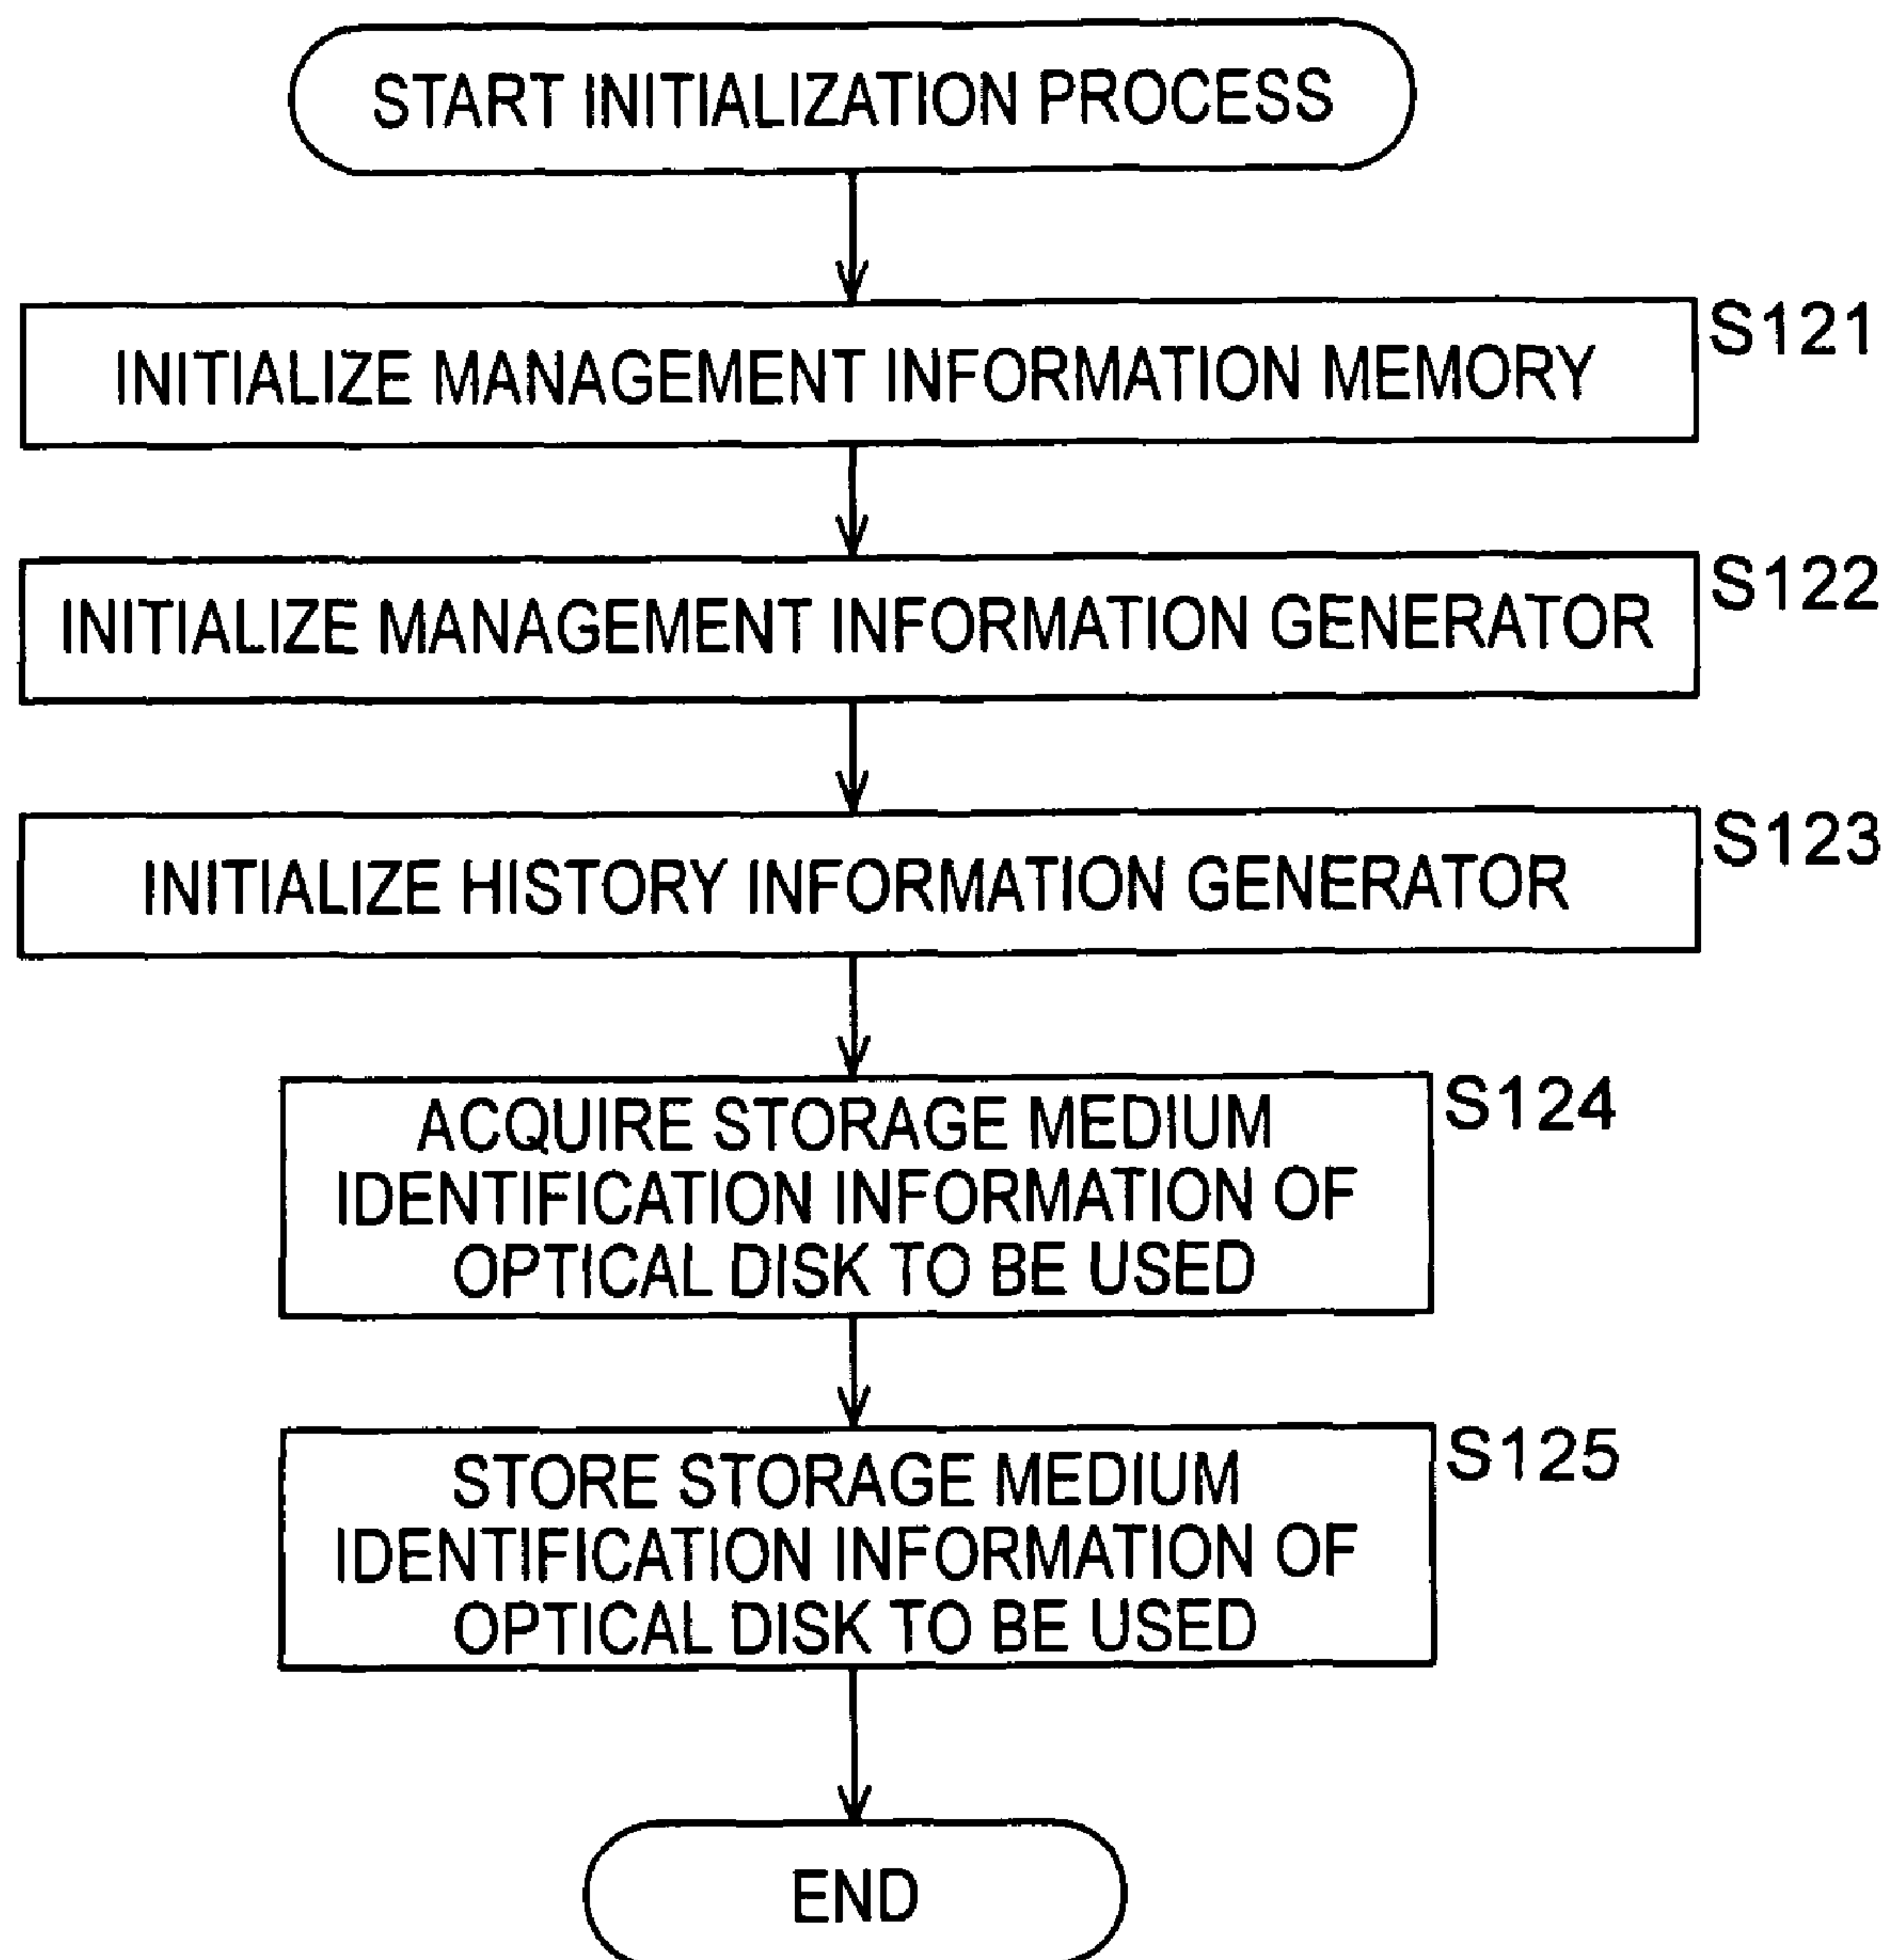 START INITIALIZATION PROCESS
S121
INITIALIZE MANAGEMENT INFORMATION MEMORY
S122
INITIALIZE MANAGEMENT INFORMATION GENERATOR
S123
INITIALIZE HISTORY INFORMATION GENERATOR
S124
ACQUIRE STORAGE MEDIUM
IDENTIFICATION INFORMATION OF
OPTICAL DISK TO BE USED
S125
STORE STORAGE MEDIUM
IDENTIFICATION INFORMATION OF
OPTICAL DISK TO BE USED
END